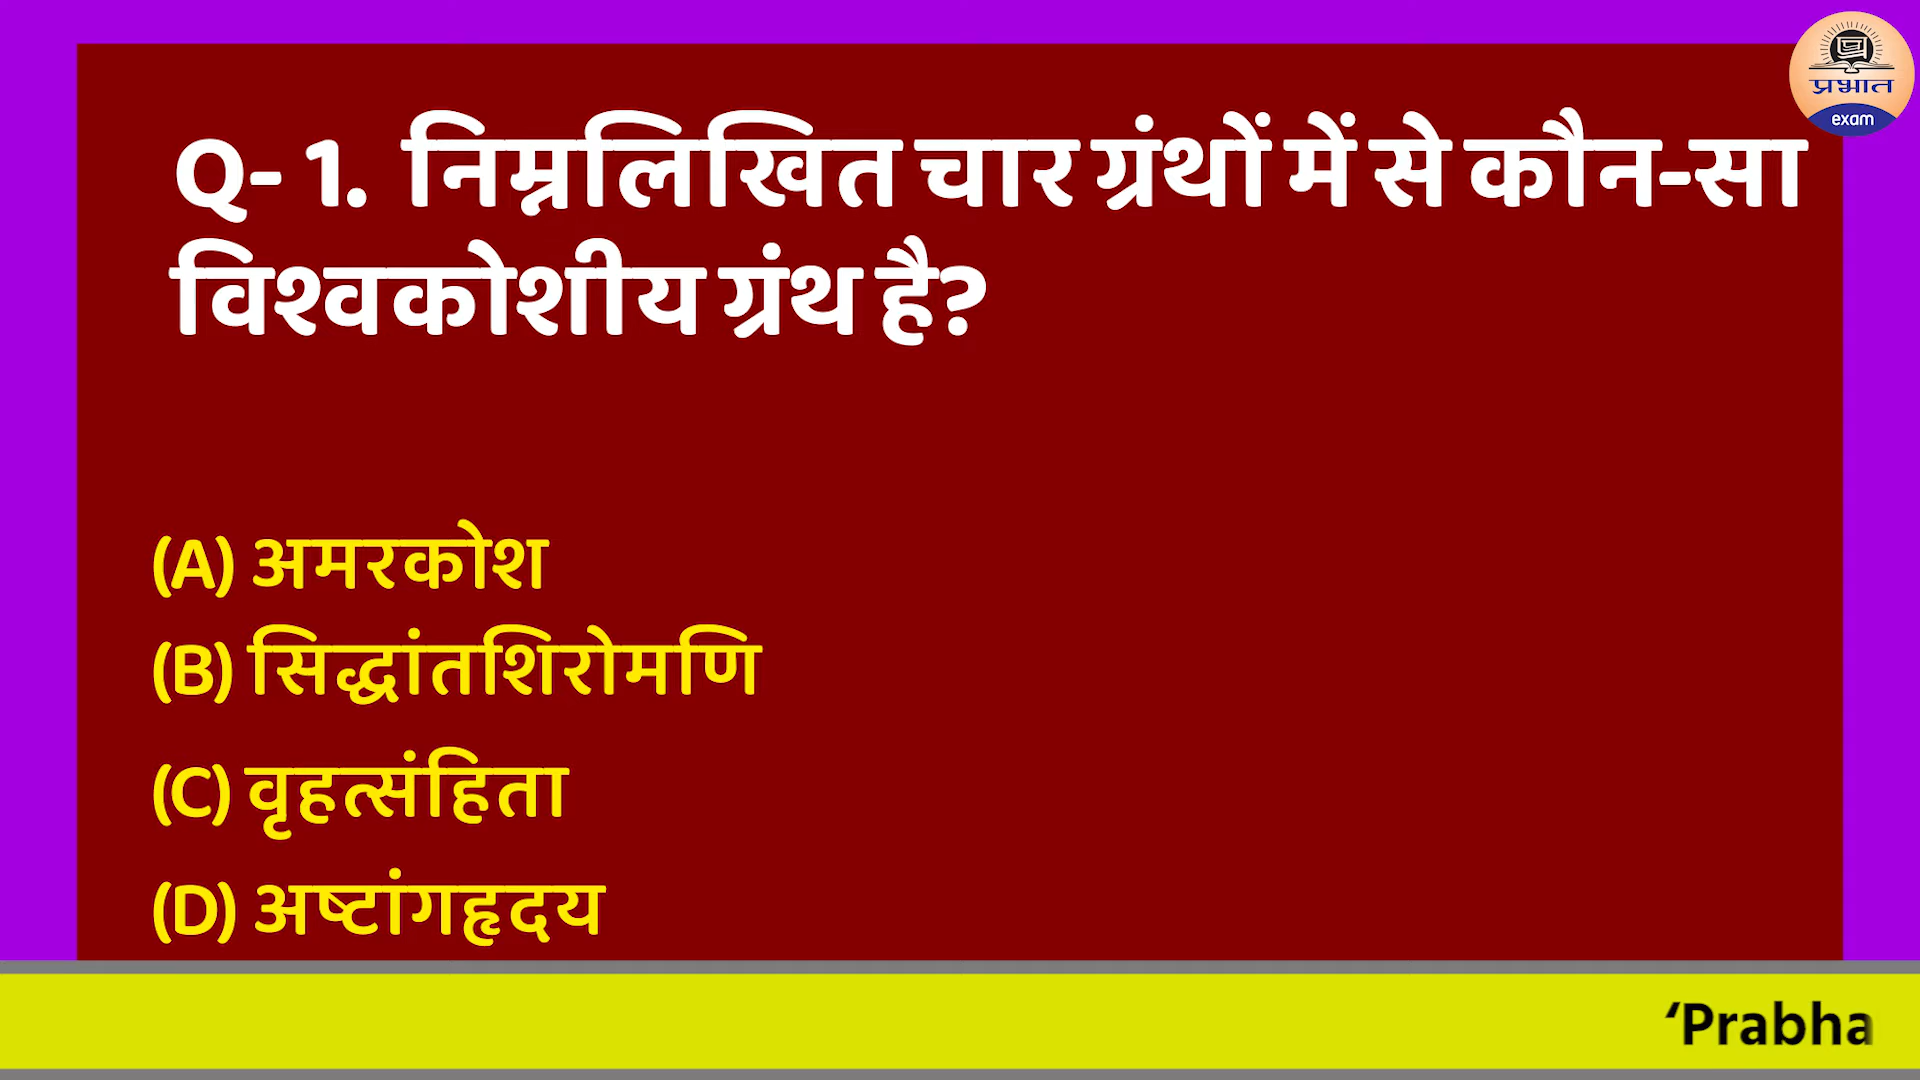 प्रभात
exam
Q- 1. निम्नलिखित चार ग्रंथों में से कौन-सा
विश्वकोशीय ग्रंथ है?
(A) अमरकोश
(B) सिद्धांतशिरोमणि
(C) वृहत्संहिता
(D) अष्टांगहृदय
‘Prabha